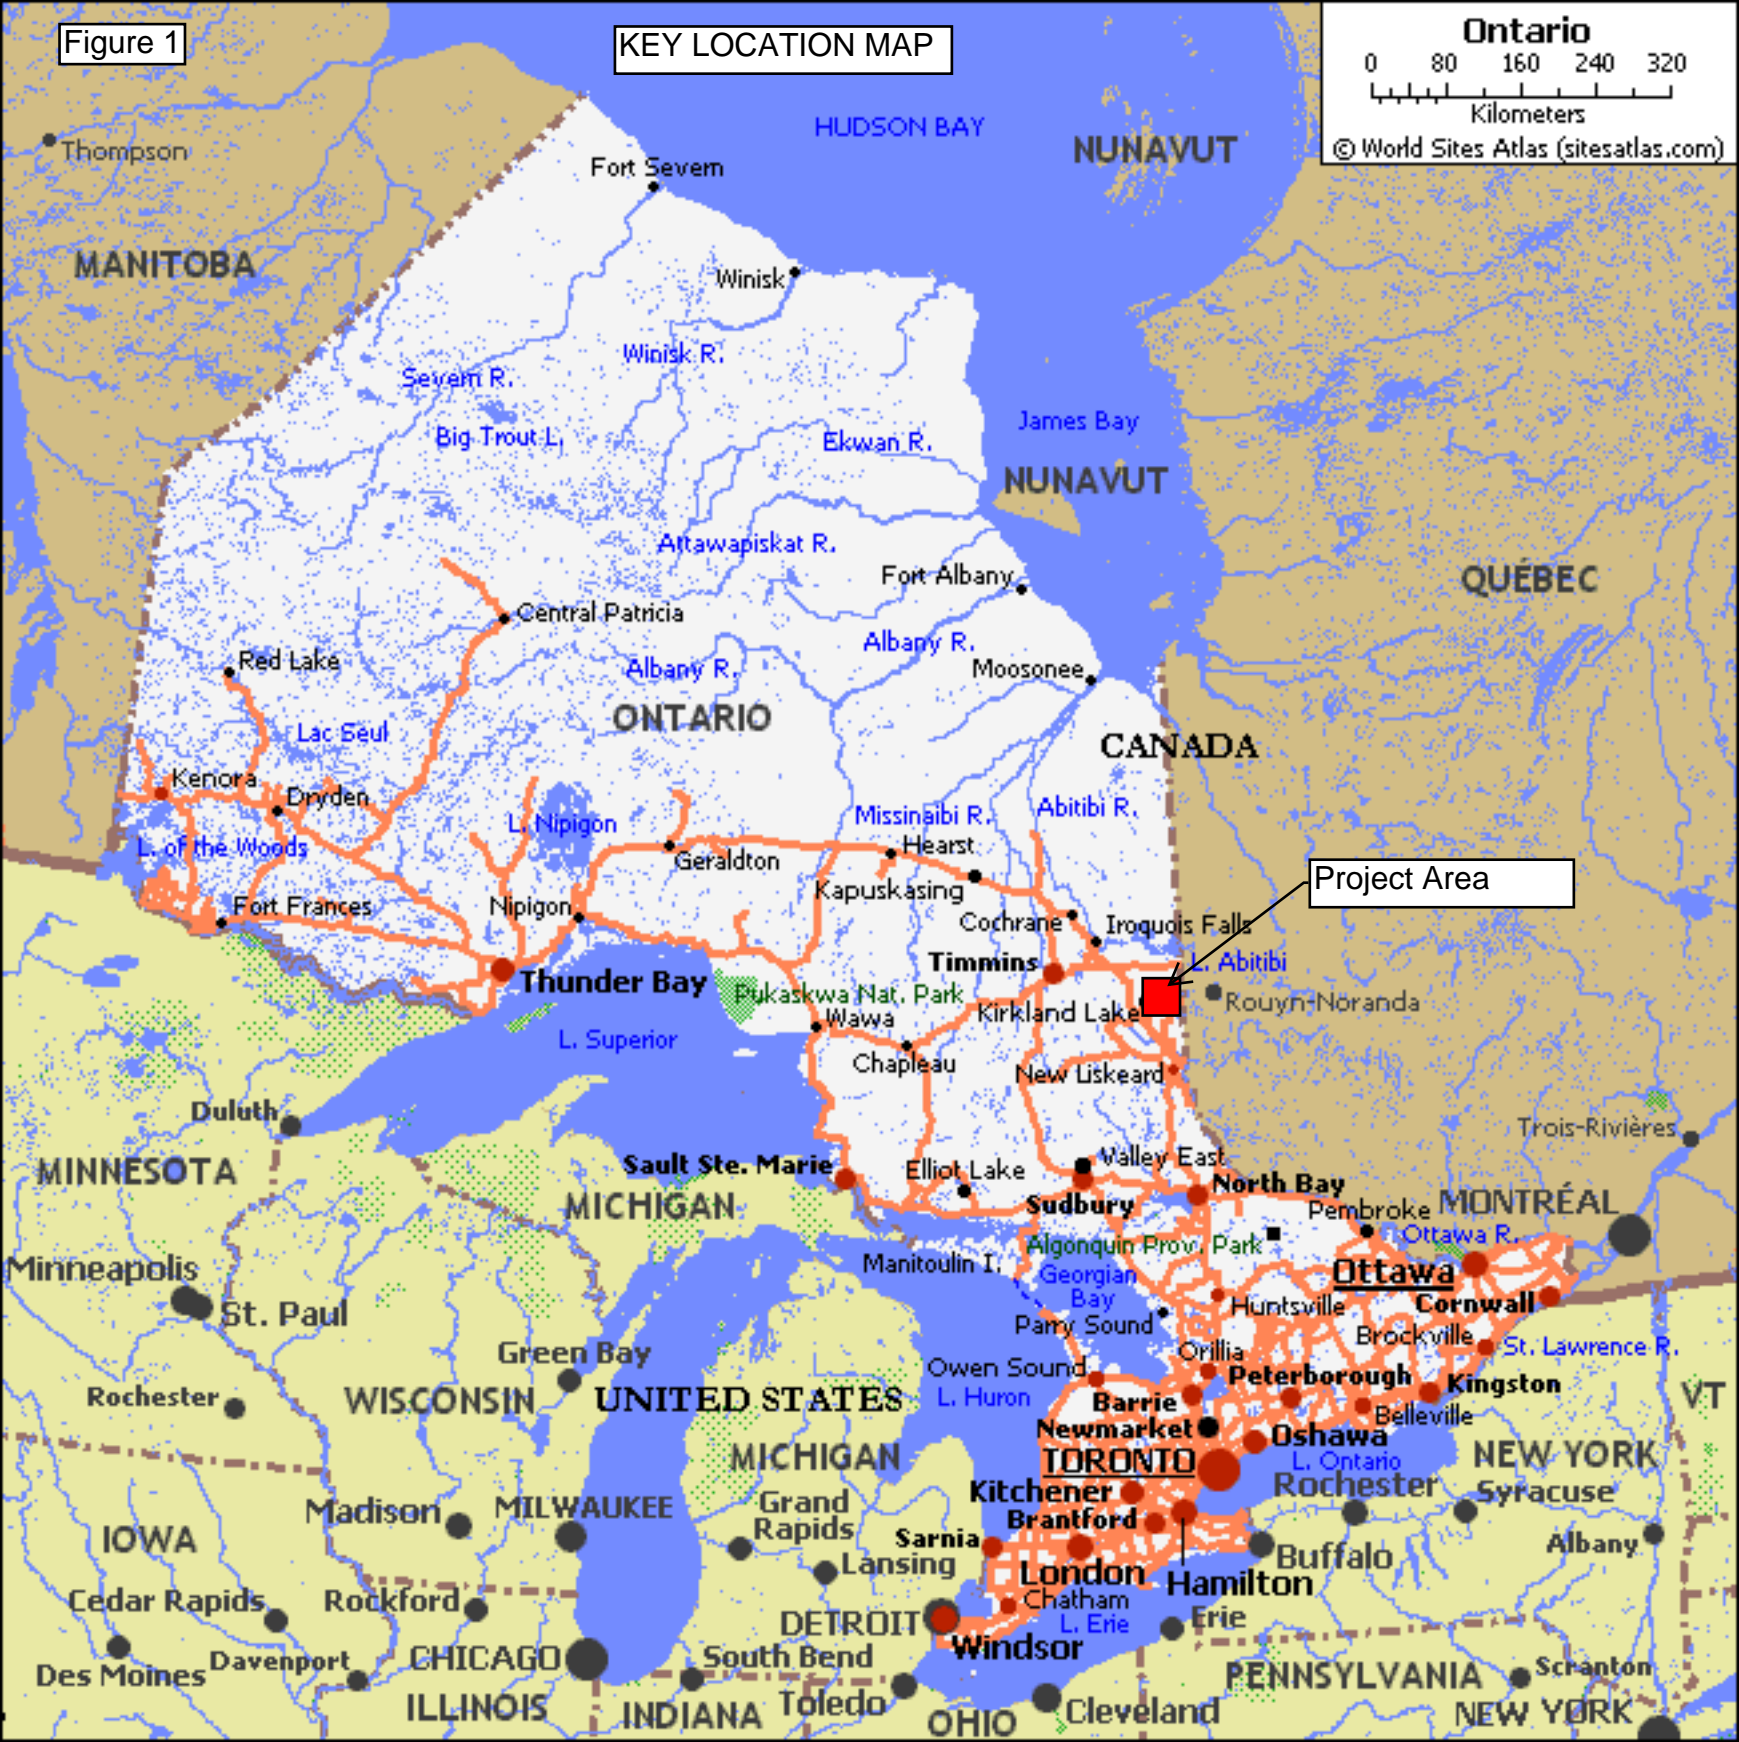 Figure 1
KEY LOCATION MAP
Ontario
0 80 160 240 320
Kilometers
© World Sites Atlas (sitesatlas.com)
HUDSON BAY
NUNAVUT
Thompson
Fort Severn
MANITOBA
Winisk
Winisk R.
Severn R.
James Bay
Big Trout L.
Ekwan R.
NUNAVUT
Attawapiskat R.
Fort Albany
QUÉBEC
Central Patricia
Albany R.
Red Lake
Albany R.
Moosonee
ONTARIO
Lac Seul
CANADA
Kenora
Dryden
Abitibi R.
Missinaibi R.
L. Nipigon
L. of the Woods
Hearst
Geraldton
Project Area
Kapuskasing
Fort Frances
Nipigon
Cochrane
Iroquois Falls
Timmins
L. Abitibi
Thunder Bay
Pukaskwa Nat. Park
Rouyn-Noranda
Kirkland Lake
Wawa
L. Superior
Chapleau
New Liskeard
Duluth
Trois-Rivières
Valley East
MINNESOTA
Sault Ste. Marie
Elliot Lake
North Bay
MICHIGAN
Sudbury
MONTRÉAL
Pembroke
Ottawa R.
Algonquin Prov. Park
Manitoulin I.
Minneapolis
Georgian
Bay
Ottawa
St. Paul
Huntsville
Cornwall
Parry Sound
Brockville
St. Lawrence R.
Green Bay
Orillia
Owen Sound
Peterborough
Kingston
Rochester
WISCONSIN
UNITED STATES
L. Huron
Barrie
VT
Belleville
Newmarket
Oshawa
MICHIGAN
TORONTO
L. Ontario
NEW YORK
Rochester
Syracuse
Kitchener
Madison
MILWAUKEE
Grand
Rapids
Brantford
IOWA
Sarnia
Albany
Lansing
Buffalo
London
Hamilton
Cedar Rapids
Rockford
Chatham
DETROIT
L. Erie
Erie
Windsor
Des Moines
Davenport
CHICAGO
South Bend
PENNSYLVANIA
Scranton
ILLINOIS
INDIANA
Toledo
OHIO
Cleveland
NEW YORK